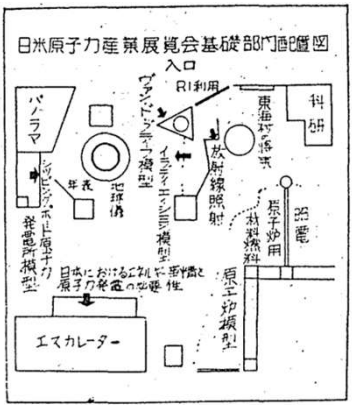 日米原子力産業展覧会基礎部門配置図
入口
パノラマ
ヴァンデグラーフ模型
RI利用
東海村の将来
科研
年表
地球儀
シッピングポート原子力
発電所模型
イラディエイション模型
放射線照射
原子炉用
材料燃料
日本におけるエネルギー事情と
原子力発電の必要性
原子炉模型
エスカレーター